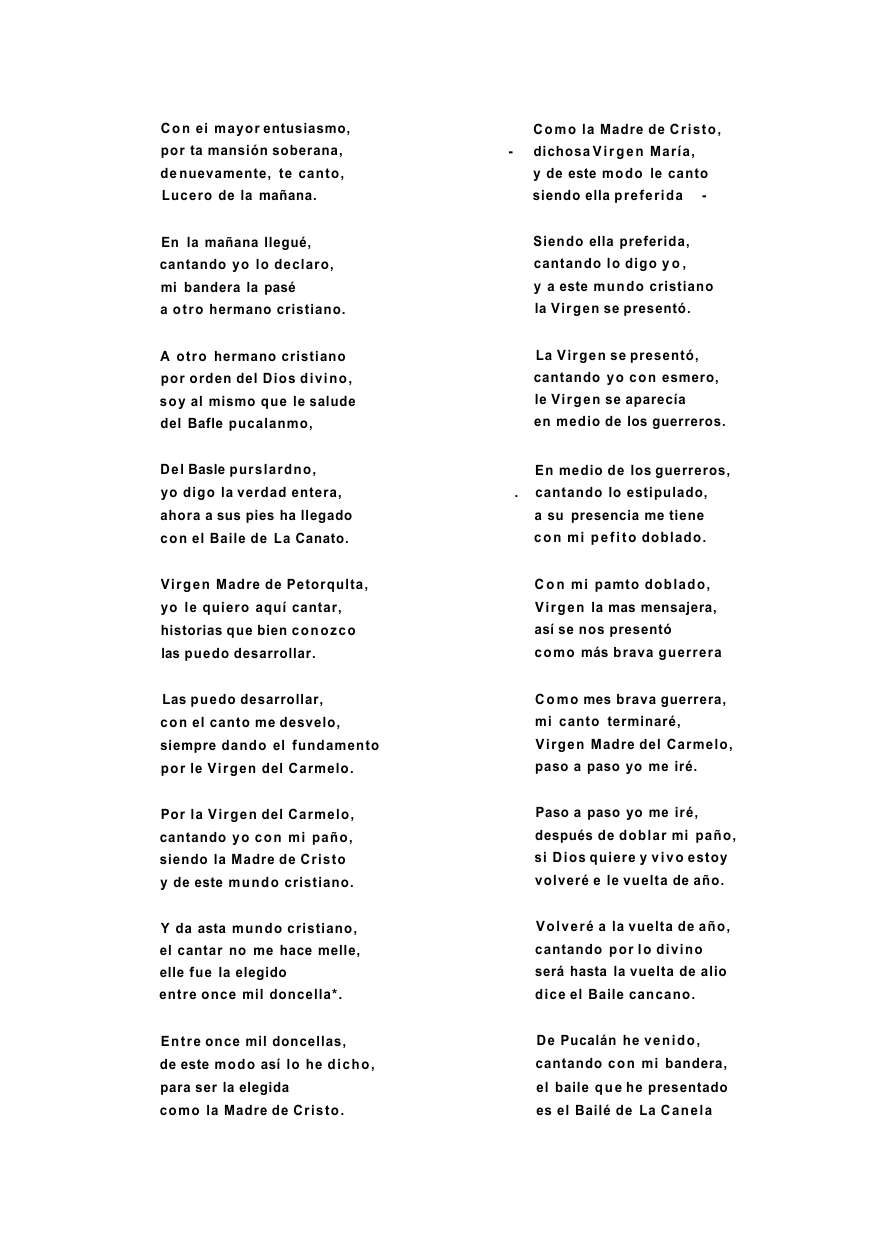 Con ei mayor entusiasmo,
por ta mansión soberana,
denuevamente, te canto,
Lucero de la mañana.

En la mañana llegué,
cantando yo lo declaro,
mi bandera la pasé
a otro hermano cristiano.

A otro hermano cristiano
por orden del Dios divino,
soy al mismo que le salude
del Bafle pucalanmo,

Del Basle purslardno,
yo digo la verdad entera,
ahora a sus pies ha llegado
con el Baile de La Canato.

Virgen Madre de Petorqulta,
yo le quiero aquí cantar,
historias que bien conozco
las puedo desarrollar.

Las puedo desarrollar,
con el canto me desvelo,
siempre dando el fundamento
por le Virgen del Carmelo.

Por la Virgen del Carmelo,
cantando yo con mi paño,
siendo la Madre de Cristo
y de este mundo cristiano.

Y da asta mundo cristiano,
el cantar no me hace melle,
elle fue la elegido
entre once mil doncella*.

Entre once mil doncellas,
de este modo así lo he dicho,
para ser la elegida
como la Madre de Cristo.

Como la Madre de Cristo,
- dichosa Virgen María,
y de este modo le canto
siendo ella preferida -

Siendo ella preferida,
cantando lo digo yo,
y a este mundo cristiano
la Virgen se presentó.

La Virgen se presentó,
cantando yo con esmero,
le Virgen se aparecía
en medio de los guerreros.

En medio de los guerreros,
. cantando lo estipulado,
a su presencia me tiene
con mi pefito doblado.

Con mi pamto doblado,
Virgen la mas mensajera,
así se nos presentó
como más brava guerrera

Como mes brava guerrera,
mi canto terminaré,
Virgen Madre del Carmelo,
paso a paso yo me iré.

Paso a paso yo me iré,
después de doblar mi paño,
si Dios quiere y vivo estoy
volveré e le vuelta de año.

Volveré a la vuelta de año,
cantando por lo divino
será hasta la vuelta de alio
dice el Baile cancano.

De Pucalán he venido,
cantando con mi bandera,
el baile que he presentado
es el Bailé de La Canela